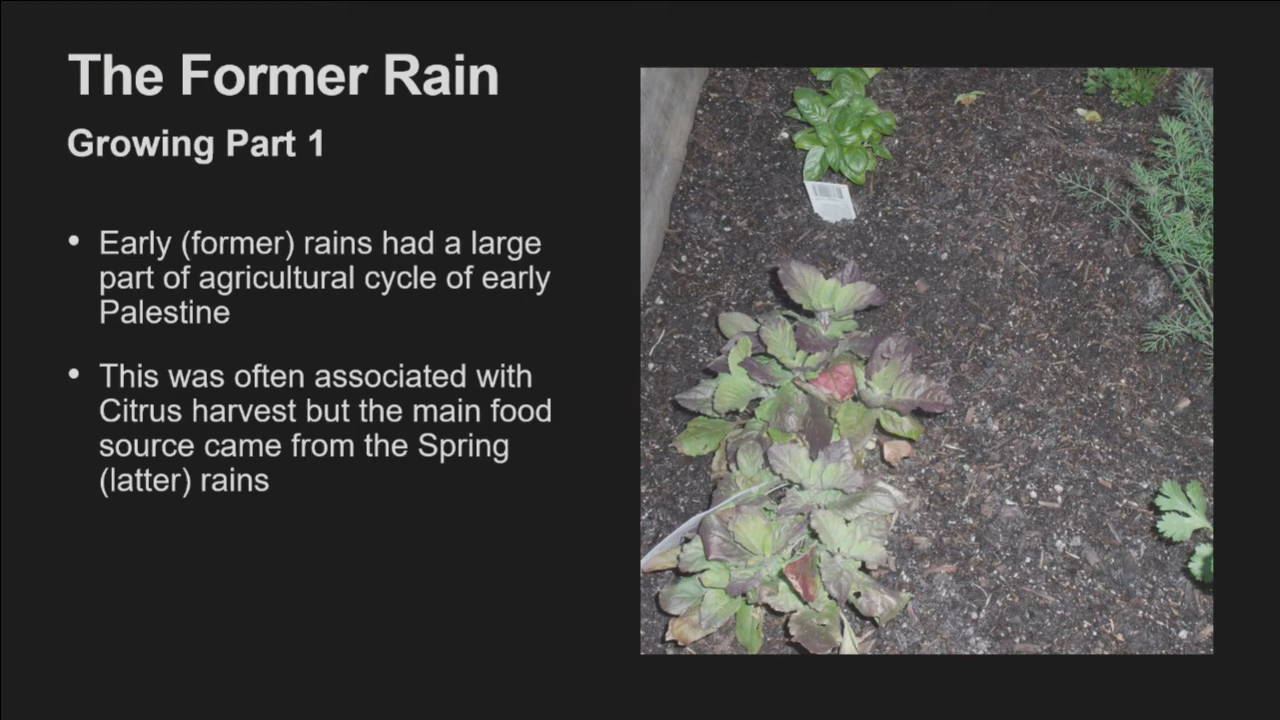 The Former Rain
Growing Part 1
• Early (former) rains had a large
part of agricultural cycle of early
Palestine
• This was often associated with
Citrus harvest but the main food
source came from the Spring
(latter) rains